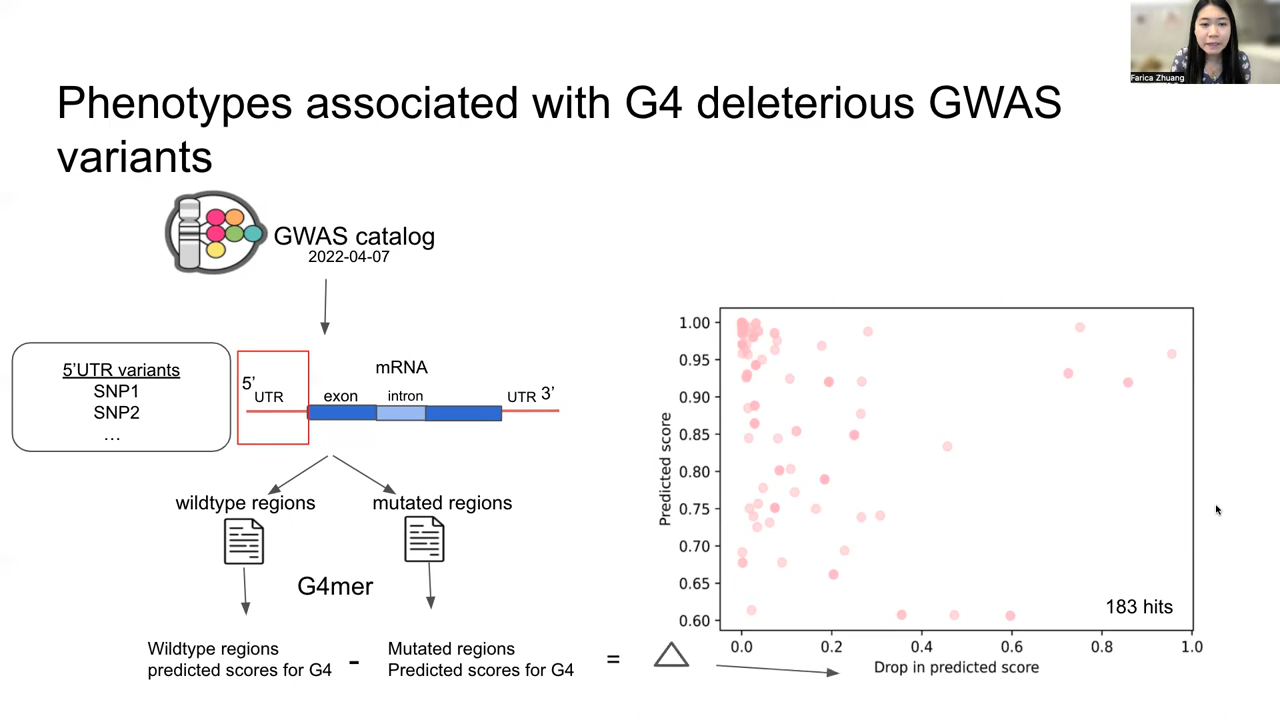 Farica Zhuang
Phenotypes associated with G4 deleterious GWAS
variants
GWAS catalog
2022-04-07
5'UTR variants
SNP1
SNP2
…
mRNA
5'
UTR
exon
intron
UTR
3'
wildtype regions
mutated regions
G4mer
Wildtype regions
predicted scores for G4
-
Mutated regions
Predicted scores for G4
=
Predicted score
1.00
0.95
0.90
0.85
0.80
0.75
0.70
0.65
0.60
183 hits
0.0 0.2 0.4 0.6 0.8 1.0
Drop in predicted score